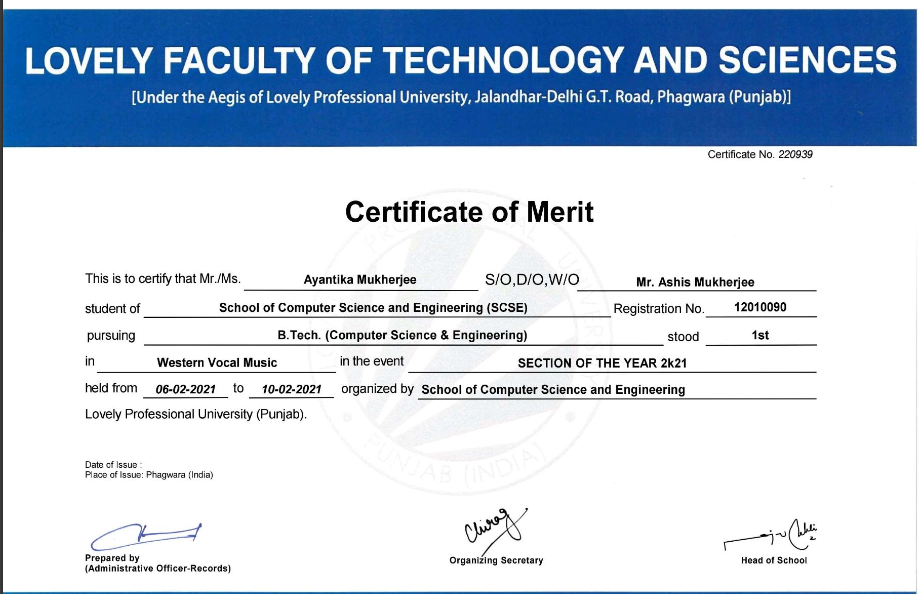 LOVELY FACULTY OF TECHNOLOGY AND SCIENCES
[Under the Aegis of Lovely Professional University, Jalandhar-Delhi G.T. Road, Phagwara (Punjab)]
Certificate No. 220939
Certificate of Merit
This is to certify that Mr./Ms. Ayantika Mukherjee S/O,D/O,W/O Mr. Ashis Mukherjee
student of School of Computer Science and Engineering (SCSE) Registration No. 12010090
pursuing B.Tech. (Computer Science & Engineering) stood 1st
in Western Vocal Music in the event SECTION OF THE YEAR 2k21
held from 06-02-2021 to 10-02-2021 organized by School of Computer Science and Engineering
Lovely Professional University (Punjab).
PUNJAB (INDIA)
Date of Issue :
Place of Issue: Phagwara (India)
Chirag
Prepared by
(Administrative Officer-Records)
Organizing Secretary
Head of School